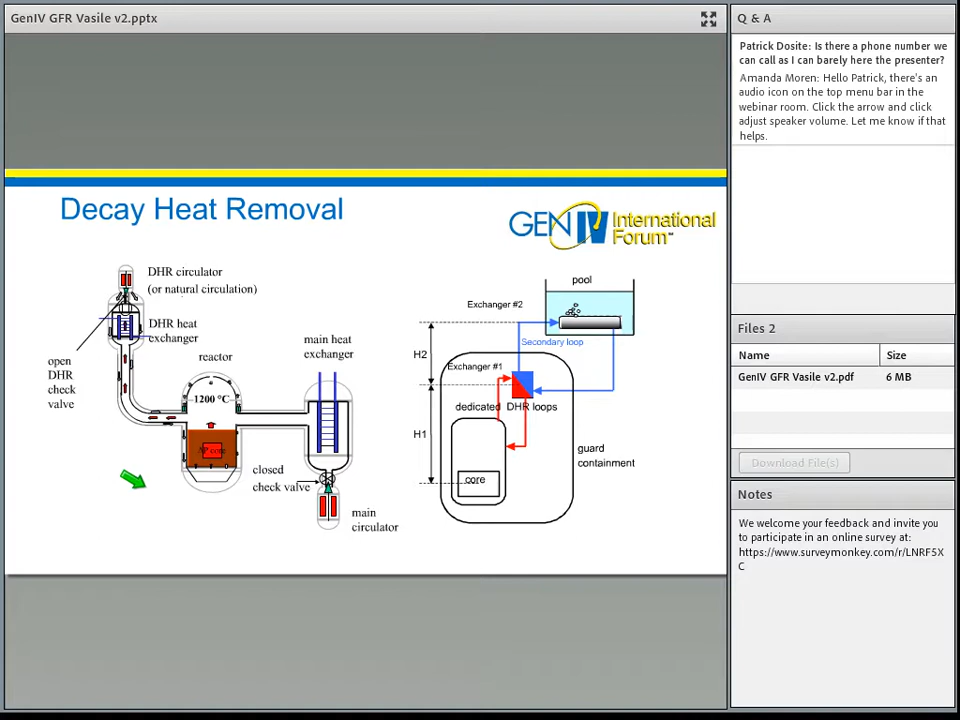 GenIV GFR Vasile v2.pptx
Decay Heat Removal
GEN IV International
Forum™
DHR circulator
(or natural circulation)
DHR heat
exchanger
open
DHR
check
valve
reactor
1200 °C
main heat
exchanger
closed
check valve
main
circulator
pool
Exchanger #2
Secondary loop
H2
Exchanger #1
dedicated DHR loops
H1
guard
containment
core
Q & A
Patrick Dosite: Is there a phone number we
can call as I can barely here the presenter?
Amanda Moren: Hello Patrick, there's an
audio icon on the top menu bar in the
webinar room. Click the arrow and click
adjust speaker volume. Let me know if that
helps.
Files 2
Name Size
GenIV GFR Vasile v2.pdf 6 MB
Download File(s)
Notes
We welcome your feedback and invite you
to participate in an online survey at:
https://www.surveymonkey.com/r/LNRF5X
C